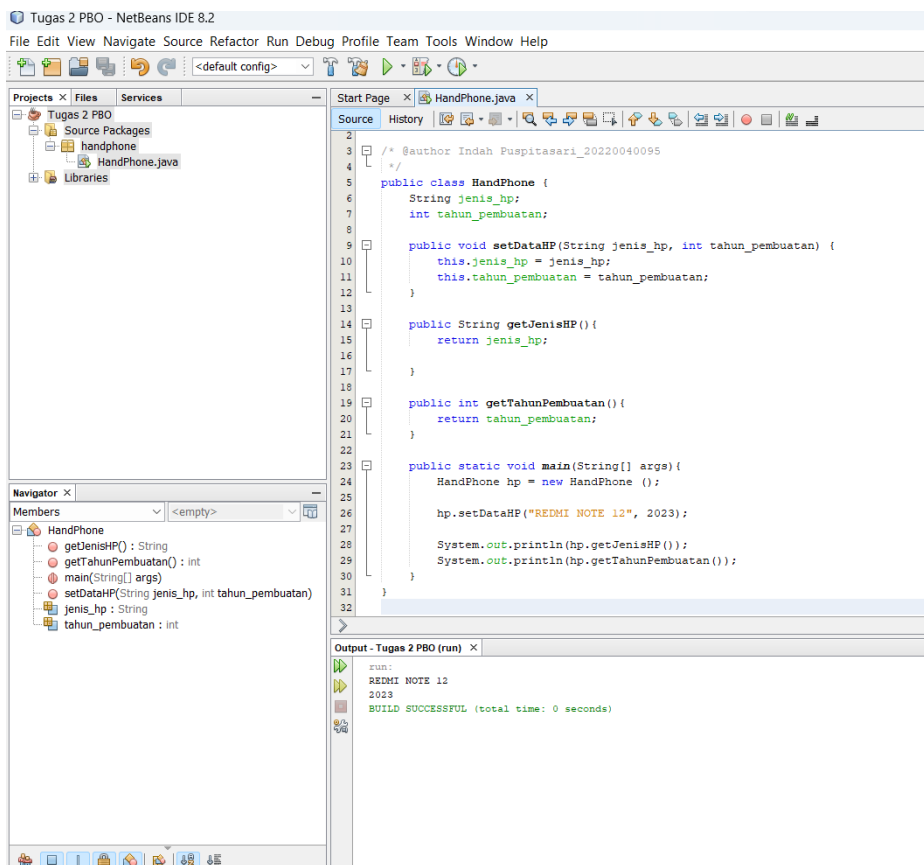 Tugas 2 PBO - NetBeans IDE 8.2
File Edit View Navigate Source Refactor Run Debug Profile Team Tools Window Help
<default config>
Projects Files Services
Tugas 2 PBO
Source Packages
handphone
HandPhone.java
Libraries
Start Page HandPhone.java
Source History
2
3 /* @author Indah Puspitasari_20220040095
4 */
5 public class HandPhone {
6 String jenis_hp;
7 int tahun_pembuatan;
8
9 public void setDataHP(String jenis_hp, int tahun_pembuatan) {
10 this.jenis_hp = jenis_hp;
11 this.tahun_pembuatan = tahun_pembuatan;
12 }
13
14 public String getJenisHP(){
15 return jenis_hp;
16
17 }
18
19 public int getTahunPembuatan(){
20 return tahun_pembuatan;
21 }
22
23 public static void main(String[] args){
24 HandPhone hp = new HandPhone ();
25
26 hp.setDataHP("REDMI NOTE 12", 2023);
27
28 System.out.println(hp.getJenisHP());
29 System.out.println(hp.getTahunPembuatan());
30 }
31 }
32
Navigator
Members <empty>
HandPhone
getJenisHP() : String
getTahunPembuatan() : int
main(String[] args)
setDataHP(String jenis_hp, int tahun_pembuatan)
jenis_hp : String
tahun_pembuatan : int
Output - Tugas 2 PBO (run)
run:
REDMI NOTE 12
2023
BUILD SUCCESSFUL (total time: 0 seconds)